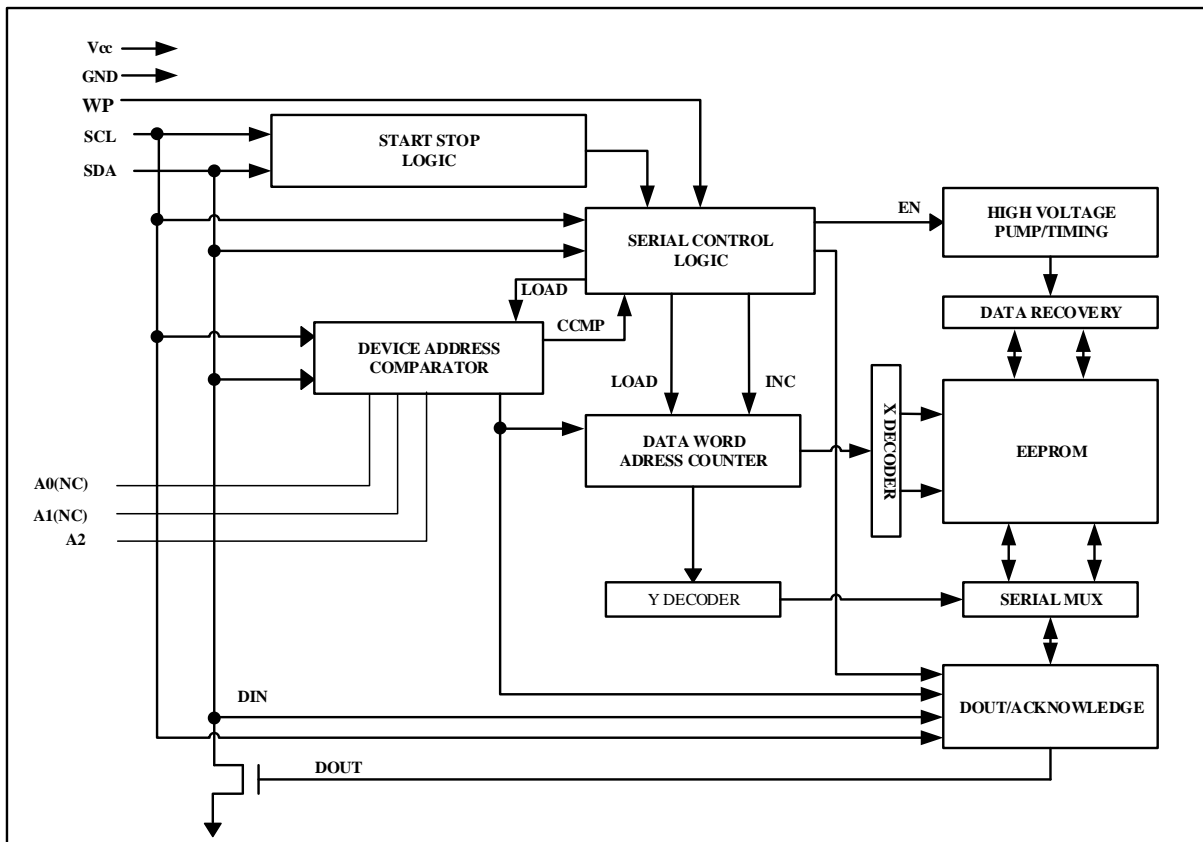 Vcc
GND
WP
SCL
SDA
START STOP
LOGIC
SERIAL CONTROL
LOGIC
EN
HIGH VOLTAGE
PUMP/TIMING
LOAD
CCMP
DATA RECOVERY
DEVICE ADDRESS
COMPARATOR
LOAD
INC
X DECODER
EEPROM
DATA WORD
ADRESS COUNTER
A0(NC)
A1(NC)
A2
Y DECODER
SERIAL MUX
DIN
DOUT/ACKNOWLEDGE
DOUT